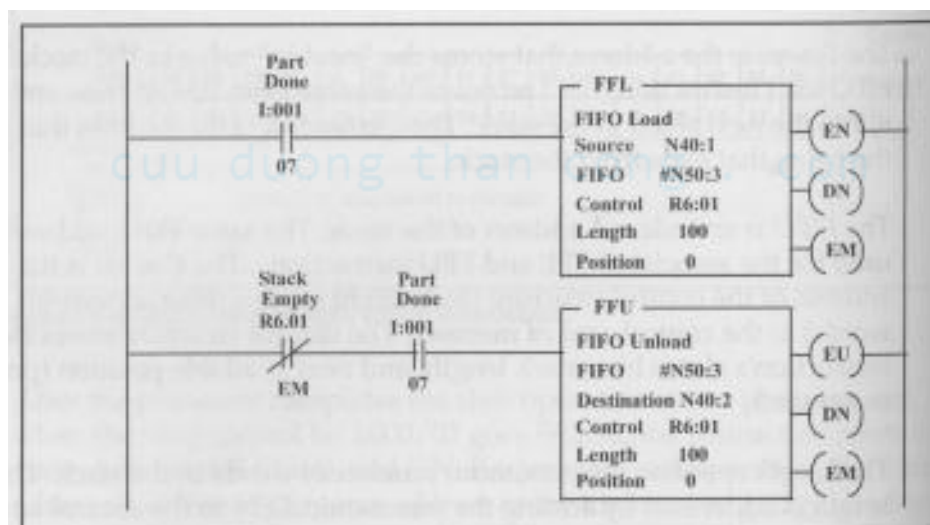 Part
Done
I:001
07
FFL
FIFO Load
Source N40:1
FIFO #N50:3
Control R6:01
Length 100
Position 0
EN
DN
EM
cuu duong than cong . com
Stack
Empty
R6.01
EM
Part
Done
I:001
07
FFU
FIFO Unload
FIFO #N50:3
Destination N40:2
Control R6:01
Length 100
Position 0
EU
DN
EM